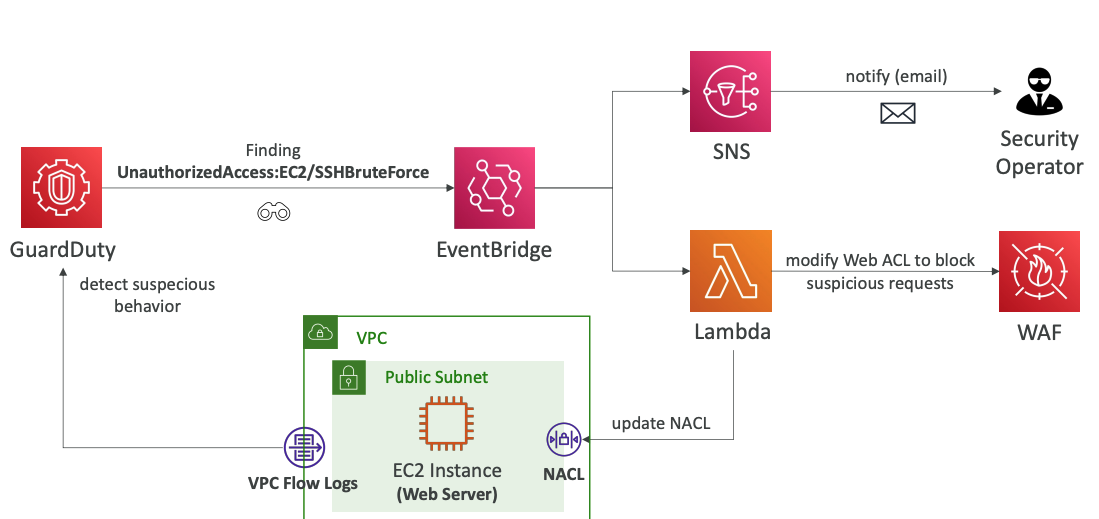 notify (email)
Security
Operator
SNS
Finding
UnauthorizedAccess:EC2/SSHBruteForce
GuardDuty
EventBridge
modify Web ACL to block
suspicious requests
Lambda
WAF
detect suspecious
behavior
VPC
Public Subnet
update NACL
EC2 Instance
(Web Server)
NACL
VPC Flow Logs